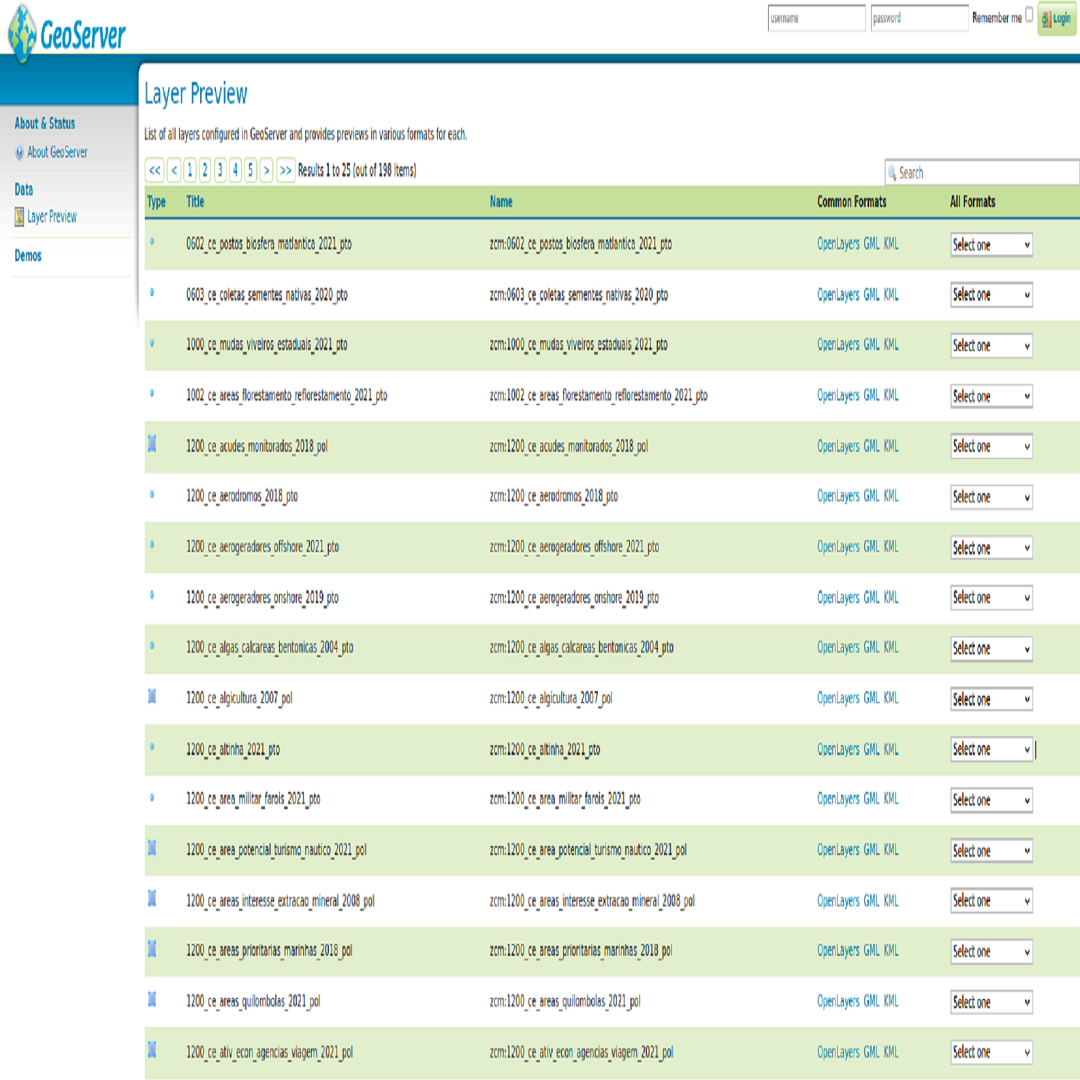 GeoServer
username password Remember me Login
Layer Preview
List of all layers configured in GeoServer and provides previews in various formats for each.
About & Status
About GeoServer
Data
Layer Preview
Demos
<< < 1 2 3 4 5 > >> Results 1 to 25 (out of 198 items) Search
Type Title Name Common Formats All Formats
0602_ce_postos_biosfera_matlantica_2021_pto zcm:0602_ce_postos_biosfera_matlantica_2021_pto OpenLayers GML KML Select one
0603_ce_coletas_sementes_nativas_2020_pto zcm:0603_ce_coletas_sementes_nativas_2020_pto OpenLayers GML KML Select one
1000_ce_mudas_viveiros_estaduais_2021_pto zcm:1000_ce_mudas_viveiros_estaduais_2021_pto OpenLayers GML KML Select one
1002_ce_areas_florestamento_reflorestamento_2021_pto zcm:1002_ce_areas_florestamento_reflorestamento_2021_pto OpenLayers GML KML Select one
1200_ce_acudes_monitorados_2018_pol zcm:1200_ce_acudes_monitorados_2018_pol OpenLayers GML KML Select one
1200_ce_aerodromos_2018_pto zcm:1200_ce_aerodromos_2018_pto OpenLayers GML KML Select one
1200_ce_aerogeradores_offshore_2021_pto zcm:1200_ce_aerogeradores_offshore_2021_pto OpenLayers GML KML Select one
1200_ce_aerogeradores_onshore_2019_pto zcm:1200_ce_aerogeradores_onshore_2019_pto OpenLayers GML KML Select one
1200_ce_algas_calcareas_bentonicas_2004_pto zcm:1200_ce_algas_calcareas_bentonicas_2004_pto OpenLayers GML KML Select one
1200_ce_algicultura_2007_pol zcm:1200_ce_algicultura_2007_pol OpenLayers GML KML Select one
1200_ce_altinha_2021_pto zcm:1200_ce_altinha_2021_pto OpenLayers GML KML Select one
1200_ce_area_militar_farois_2021_pto zcm:1200_ce_area_militar_farois_2021_pto OpenLayers GML KML Select one
1200_ce_area_potencial_turismo_nautico_2021_pol zcm:1200_ce_area_potencial_turismo_nautico_2021_pol OpenLayers GML KML Select one
1200_ce_areas_interesse_extracao_mineral_2008_pol zcm:1200_ce_areas_interesse_extracao_mineral_2008_pol OpenLayers GML KML Select one
1200_ce_areas_prioritarias_marinhas_2018_pol zcm:1200_ce_areas_prioritarias_marinhas_2018_pol OpenLayers GML KML Select one
1200_ce_areas_quilombolas_2021_pol zcm:1200_ce_areas_quilombolas_2021_pol OpenLayers GML KML Select one
1200_ce_ativ_econ_agencias_viagem_2021_pol zcm:1200_ce_ativ_econ_agencias_viagem_2021_pol OpenLayers GML KML Select one